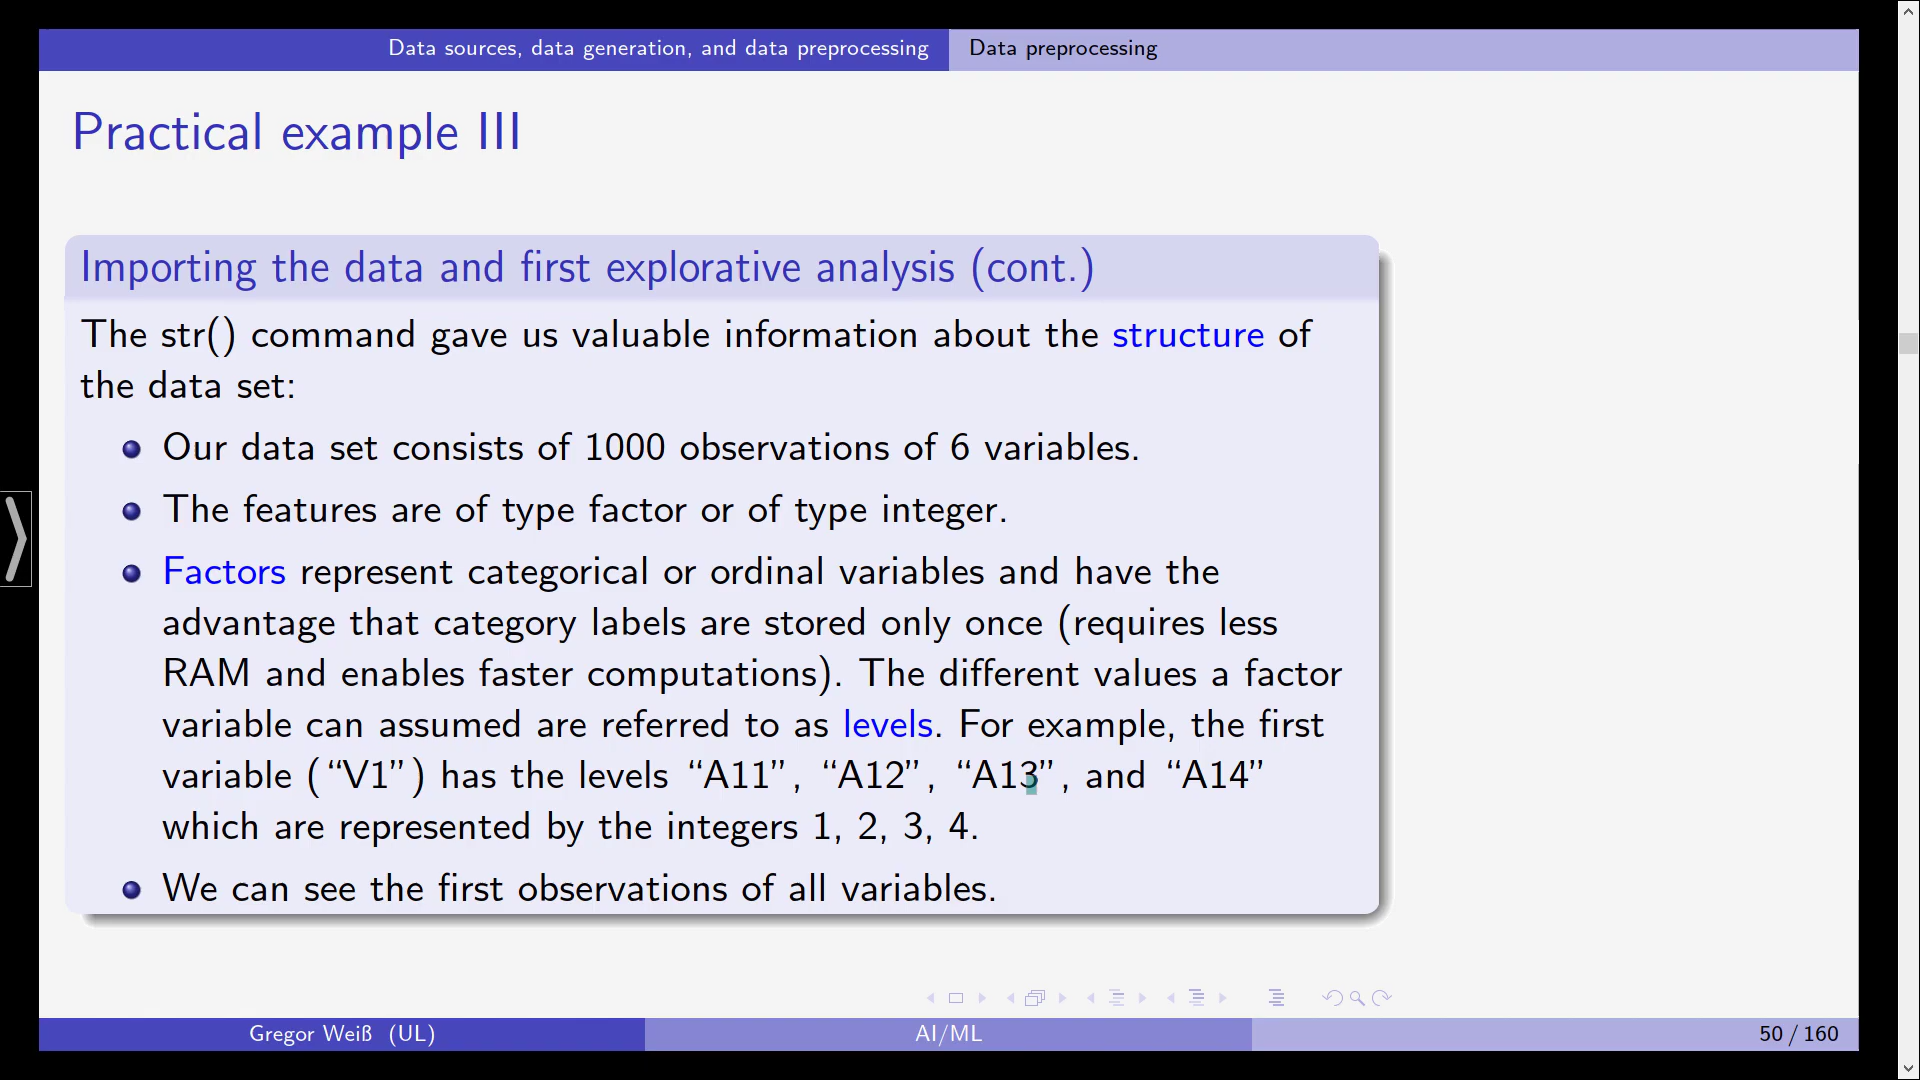 Data sources, data generation, and data preprocessing Data preprocessing
Practical example III
Importing the data and first explorative analysis (cont.)
The str() command gave us valuable information about the structure of
the data set:
Our data set consists of 1000 observations of 6 variables.
The features are of type factor or of type integer.
Factors represent categorical or ordinal variables and have the
advantage that category labels are stored only once (requires less
RAM and enables faster computations). The different values a factor
variable can assumed are referred to as levels. For example, the first
variable (“V1”) has the levels “A11”, “A12”, “A13”, and “A14”
which are represented by the integers 1, 2, 3, 4.
We can see the first observations of all variables.
Gregor Weiß (UL) AI/ML 50 / 160